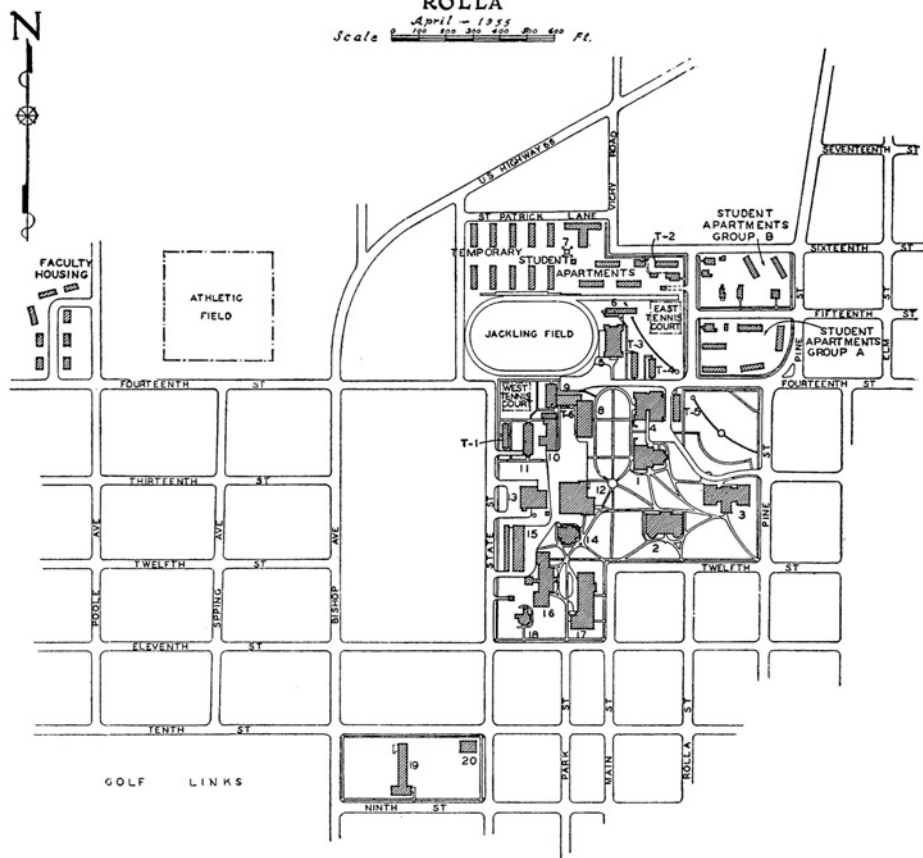 ROLLA
April – 1955
Scale 0 100 200 300 400 500 600 Ft.
N
U.S. HIGHWAY 66
VICHY ROAD
SEVENTEENTH ST
ST PATRICK LANE
STUDENT
APARTMENTS
GROUP, B
T-2
7
TEMPORARY
STUDENT
APARTMENTS
SIXTEENTH ST
FACULTY
HOUSING
ATHLETIC
FIELD
JACKLING FIELD
6
EAST
TENNIS
COURT
ST
FIFTEENTH ST
ELM ST
STUDENT
APARTMENTS
GROUP A
PINE
5
T-3
T-4
FOURTEENTH ST
FOURTEENTH ST
WEST
TENNIS
COURT
9
T-6
8
4
T-5
T-1
10
11
1
ST
THIRTEENTH ST
STATE ST
13
12
3
PINE
15
14
2
TWELFTH ST
TWELFTH ST
POOLE AVE
SPPING AVE
BISHOP AVE
16
18
17
ELEVENTH ST
PARK ST
MAIN ST
ROLLA ST
TENTH ST
GOLF LINKS
19
20
NINTH ST